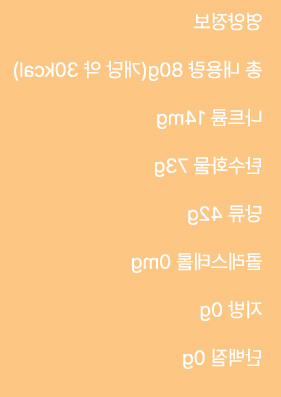 영양정보
총 내용량 80g(개당 약 30kcal)
나트륨 14mg
탄수화물 73g
당류 42g
콜레스테롤 0mg
지방 0g
단백질 0g